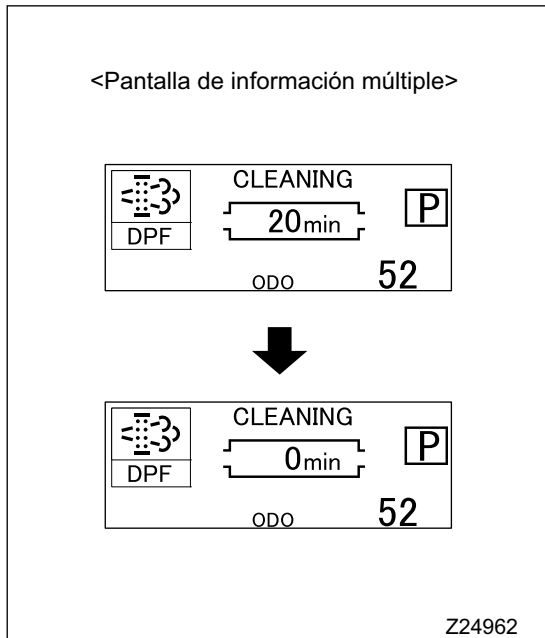 <Pantalla de información múltiple>
CLEANING
20min
P
DPF
ODO 52
CLEANING
0min
P
DPF
ODO 52
Z24962